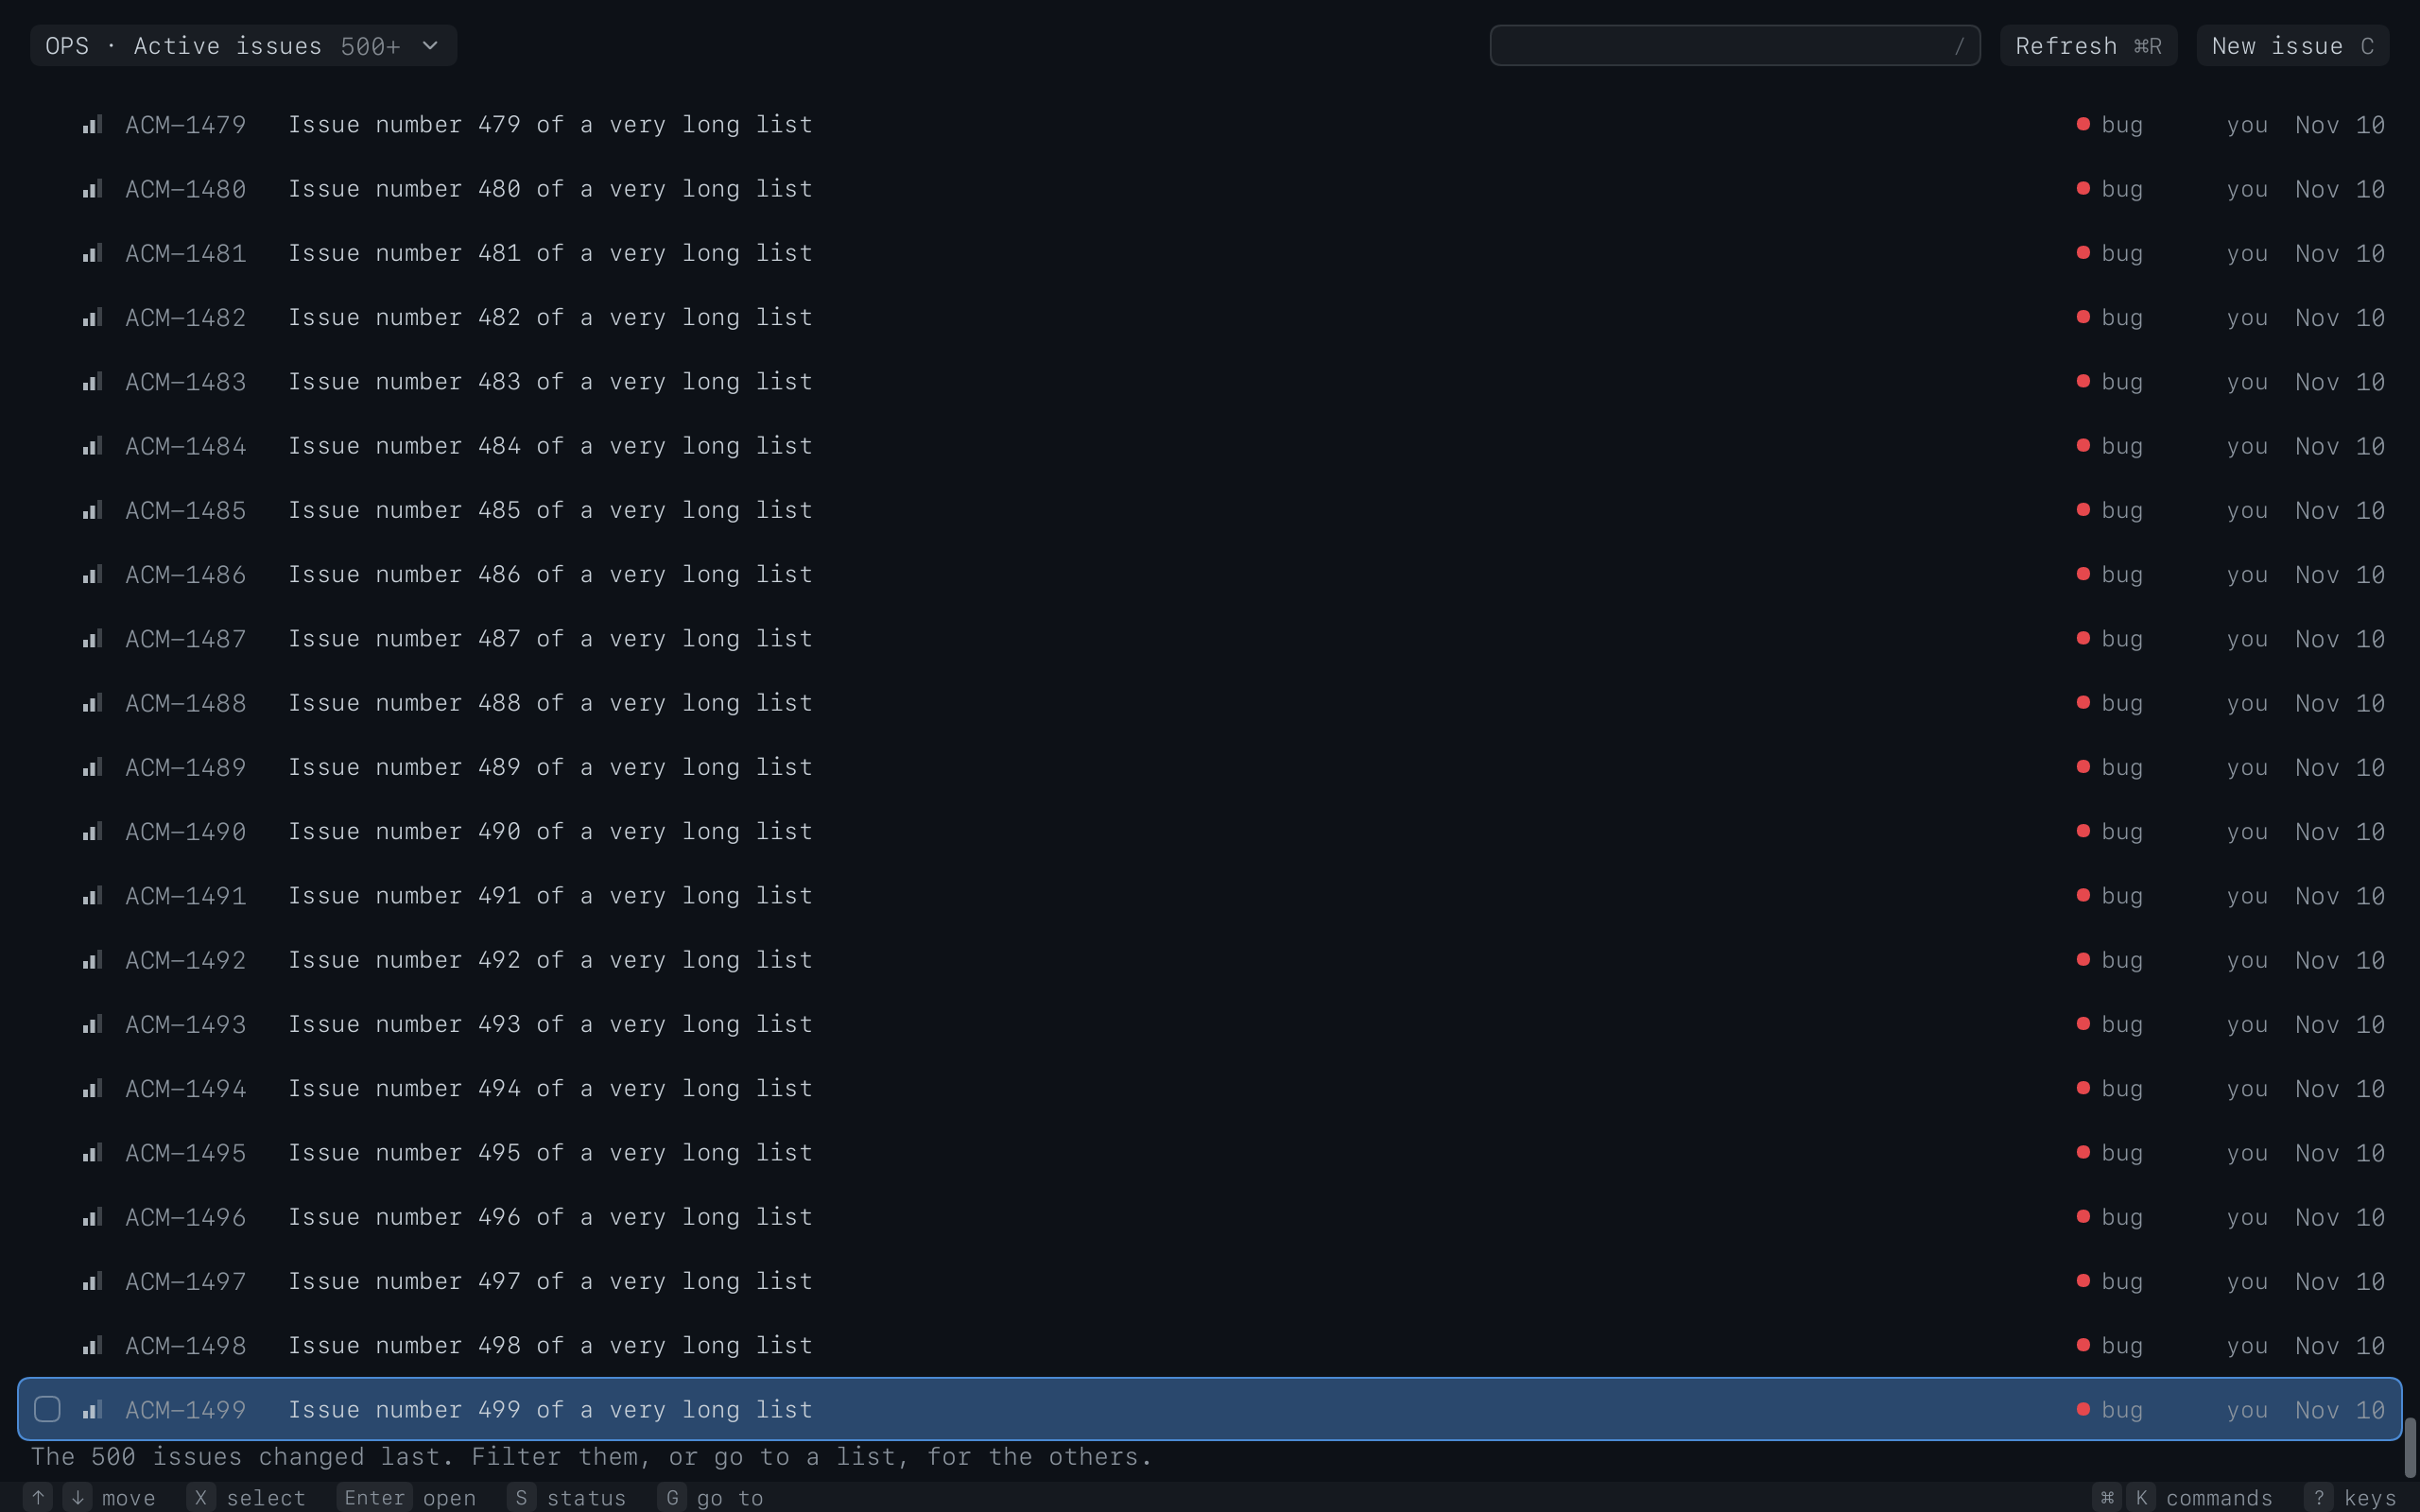 OPS · Active issues 500+ / Refresh ⌘R New issue C
ACM-1479 Issue number 479 of a very long list bug you Nov 10
ACM-1480 Issue number 480 of a very long list bug you Nov 10
ACM-1481 Issue number 481 of a very long list bug you Nov 10
ACM-1482 Issue number 482 of a very long list bug you Nov 10
ACM-1483 Issue number 483 of a very long list bug you Nov 10
ACM-1484 Issue number 484 of a very long list bug you Nov 10
ACM-1485 Issue number 485 of a very long list bug you Nov 10
ACM-1486 Issue number 486 of a very long list bug you Nov 10
ACM-1487 Issue number 487 of a very long list bug you Nov 10
ACM-1488 Issue number 488 of a very long list bug you Nov 10
ACM-1489 Issue number 489 of a very long list bug you Nov 10
ACM-1490 Issue number 490 of a very long list bug you Nov 10
ACM-1491 Issue number 491 of a very long list bug you Nov 10
ACM-1492 Issue number 492 of a very long list bug you Nov 10
ACM-1493 Issue number 493 of a very long list bug you Nov 10
ACM-1494 Issue number 494 of a very long list bug you Nov 10
ACM-1495 Issue number 495 of a very long list bug you Nov 10
ACM-1496 Issue number 496 of a very long list bug you Nov 10
ACM-1497 Issue number 497 of a very long list bug you Nov 10
ACM-1498 Issue number 498 of a very long list bug you Nov 10
ACM-1499 Issue number 499 of a very long list bug you Nov 10
The 500 issues changed last. Filter them, or go to a list, for the others.
↑ ↓ move X select Enter open S status G go to ⌘ K commands ? keys